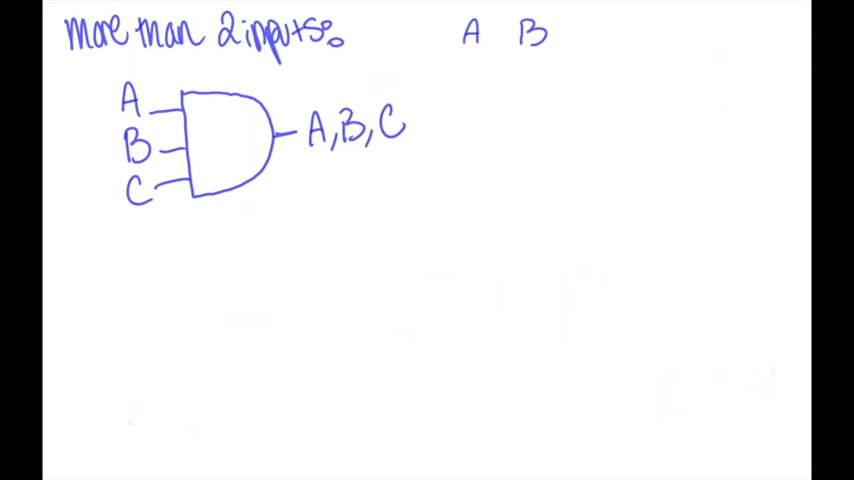 More than 2 inputs:
A B
A
B
C
A, B, C